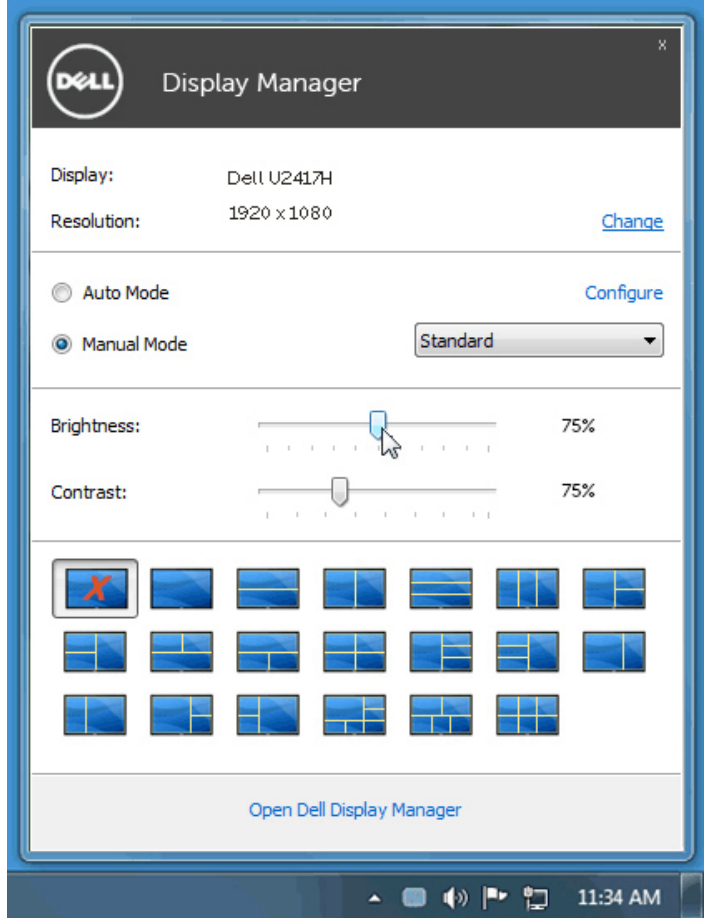 x
DELL
Display Manager
Display: Dell U2417H
Resolution: 1920 x 1080 Change
Auto Mode Configure
Manual Mode Standard
Brightness: 75%
Contrast: 75%
Open Dell Display Manager
11:34 AM